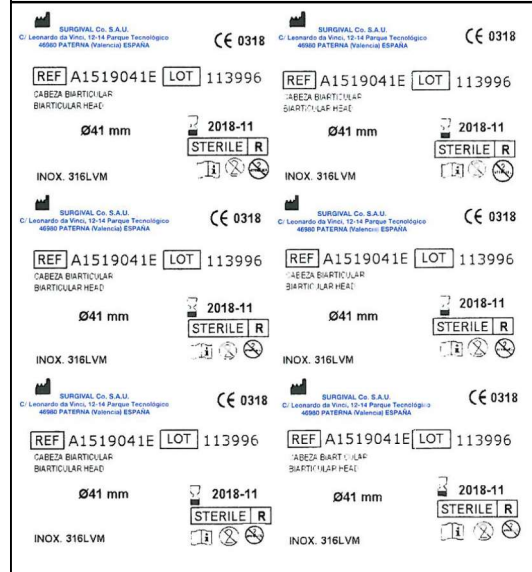 SURGIVAL Co. S.A.U.
C/ Leonardo da Vinci, 12-14 Parque Tecnológico
46980 PATERNA (Valencia) ESPAÑA
CE 0318
REF A1519041E LOT 113996
CABEZA BIARTICULAR
BIARTICULAR HEAD
Ø41 mm
2018-11
STERILE R
INOX. 316LVM
SURGIVAL Co. S.A.U.
C/ Leonardo da Vinci, 12-14 Parque Tecnológico
46980 PATERNA (Valencia) ESPAÑA
CE 0318
REF A1519041E LOT 113996
CABEZA BIARTICULAR
BIARTICULAR HEAD
Ø41 mm
2018-11
STERILE R
INOX. 316LVM
SURGIVAL Co. S.A.U.
C/ Leonardo da Vinci, 12-14 Parque Tecnológico
46980 PATERNA (Valencia) ESPAÑA
CE 0318
REF A1519041E LOT 113996
CABEZA BIARTICULAR
BIARTICULAR HEAD
Ø41 mm
2018-11
STERILE R
INOX. 316LVM
SURGIVAL Co. S.A.U.
C/ Leonardo da Vinci, 12-14 Parque Tecnológico
46980 PATERNA (Valencia) ESPAÑA
CE 0318
REF A1519041E LOT 113996
CABEZA BIARTICULAR
BIARTICULAR HEAD
Ø41 mm
2018-11
STERILE R
INOX. 316LVM
SURGIVAL Co. S.A.U.
C/ Leonardo da Vinci, 12-14 Parque Tecnológico
46980 PATERNA (Valencia) ESPAÑA
CE 0318
REF A1519041E LOT 113996
CABEZA BIARTICULAR
BIARTICULAR HEAD
Ø41 mm
2018-11
STERILE R
INOX. 316LVM
SURGIVAL Co. S.A.U.
C/ Leonardo da Vinci, 12-14 Parque Tecnológico
46980 PATERNA (Valencia) ESPAÑA
CE 0318
REF A1519041E LOT 113996
CABEZA BIARTICULAR
BIARTICULAR HEAD
Ø41 mm
2018-11
STERILE R
INOX. 316LVM